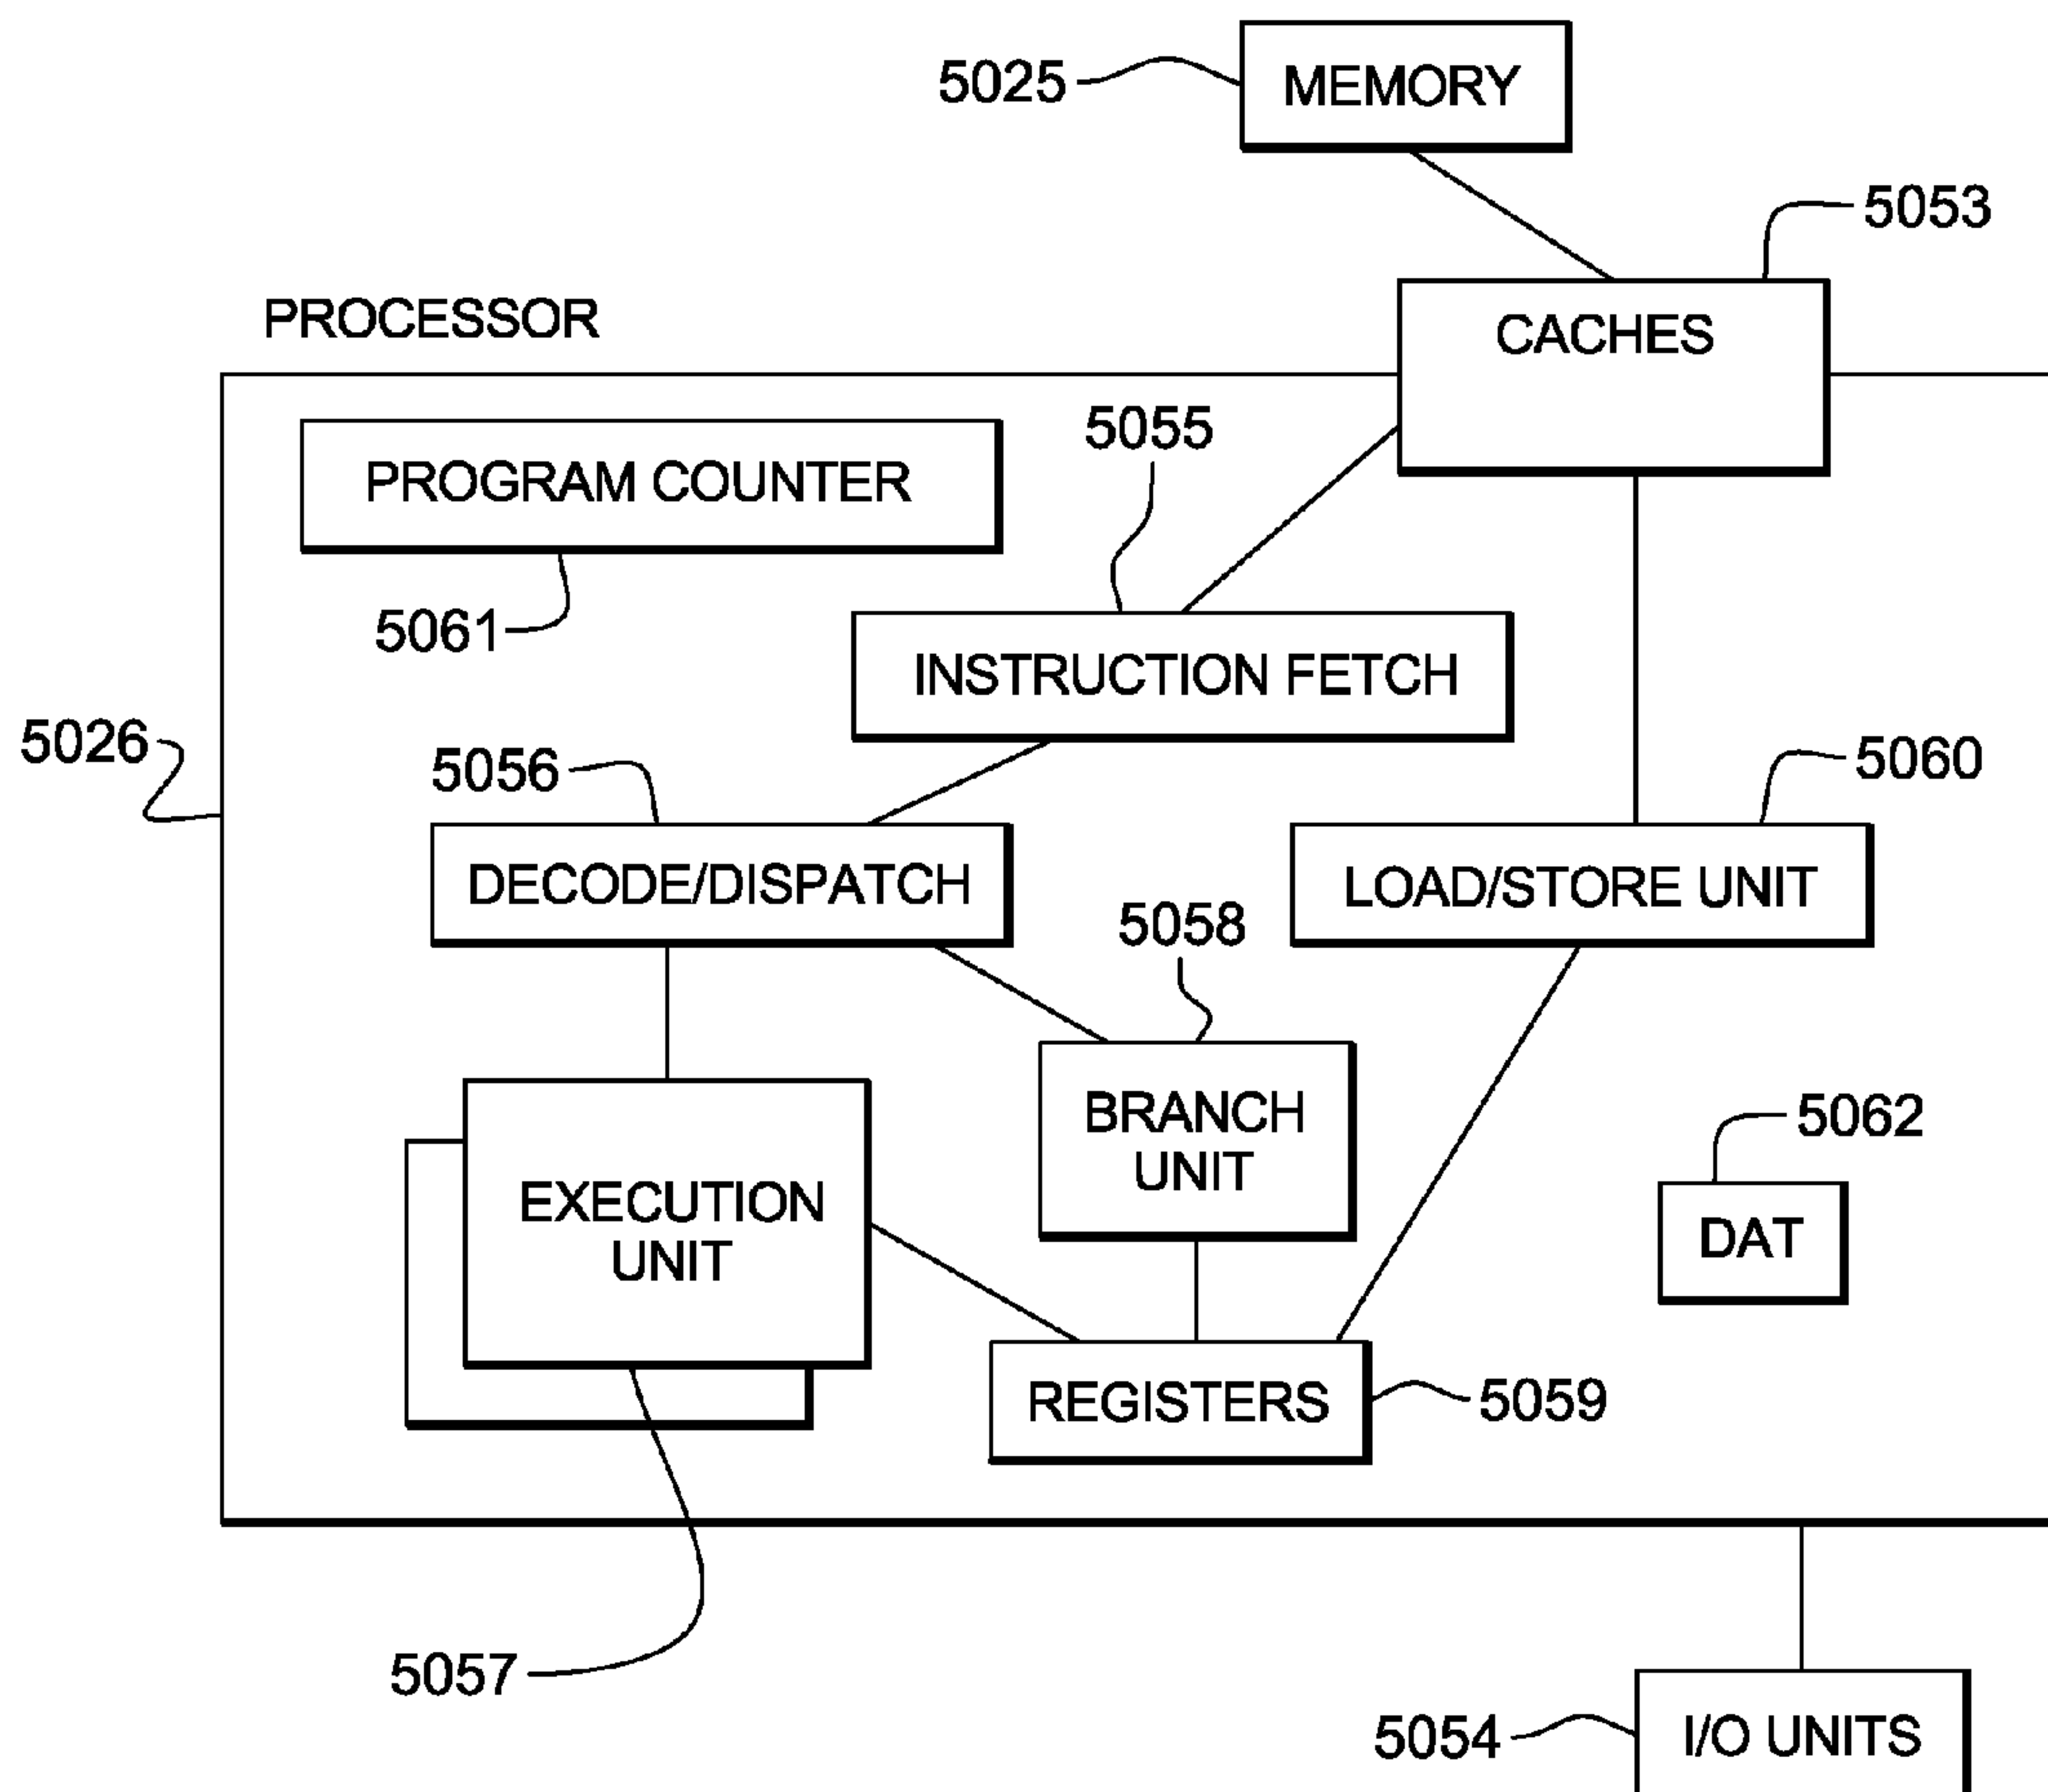 MEMORY
5025
5053
CACHES
PROCESSOR
5055
PROGRAM COUNTER
5061
INSTRUCTION FETCH
5026
5056
5060
DECODE/DISPATCH
LOAD/STORE UNIT
5058
BRANCH
UNIT
5062
EXECUTION
UNIT
DAT
REGISTERS
5059
5057
5054
I/O UNITS